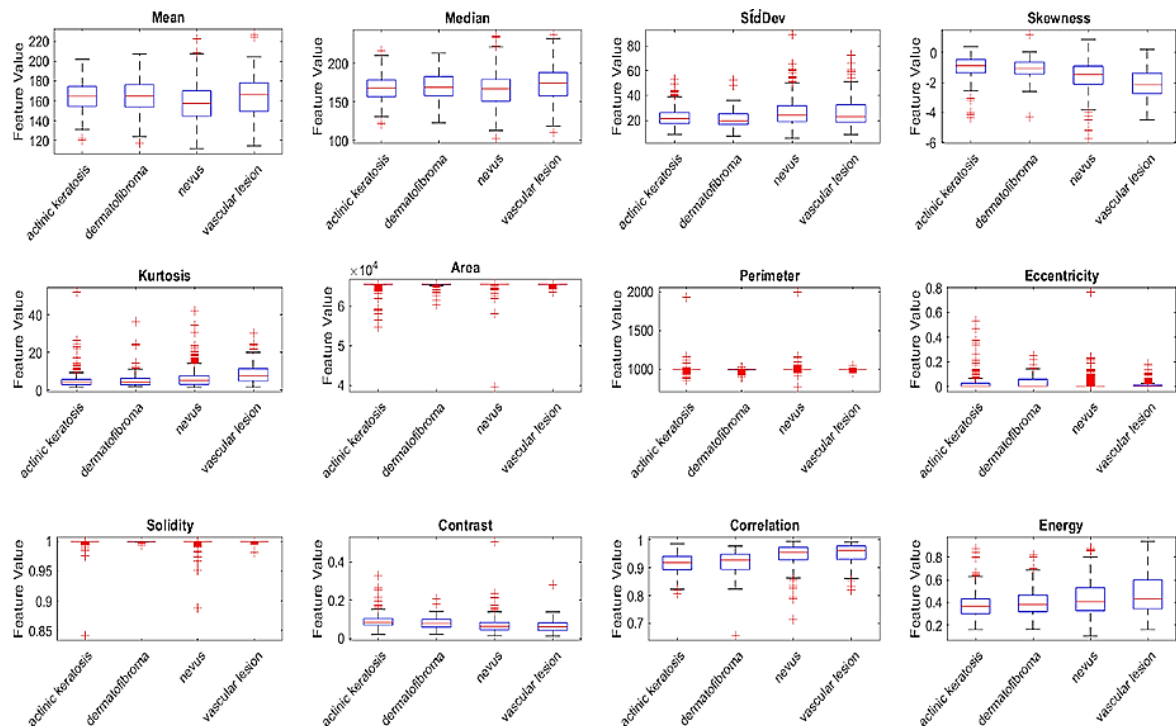 Mean
Feature Value
220
200
180
160
140
120
actinic keratosis
dermatofibroma
nevus
vascular lesion
Median
Feature Value
200
150
100
actinic keratosis
dermatofibroma
nevus
vascular lesion
Feature Value
80
60
40
20
actinic keratosis
dermatofibroma
nevus
vascular lesion
Skewness
Feature Value
0
-2
-4
-6
actinic keratosis
dermatofibroma
nevus
vascular lesion
Kurtosis
Feature Value
40
20
0
actinic keratosis
dermatofibroma
nevus
vascular lesion
Area
×10⁴
Feature Value
6
5
4
actinic keratosis
dermatofibroma
nevus
vascular lesion
Perimeter
Feature Value
2000
1500
1000
actinic keratosis
dermatofibroma
nevus
vascular lesion
Eccentricity
Feature Value
0.8
0.6
0.4
0.2
0
actinic keratosis
dermatofibroma
nevus
vascular lesion
Solidity
Feature Value
1
0.95
0.9
0.85
actinic keratosis
dermatofibroma
nevus
vascular lesion
Contrast
Feature Value
0.4
0.2
0
actinic keratosis
dermatofibroma
nevus
vascular lesion
Correlation
Feature Value
1
0.9
0.8
0.7
actinic keratosis
dermatofibroma
nevus
vascular lesion
Energy
Feature Value
0.8
0.6
0.4
0.2
actinic keratosis
dermatofibroma
nevus
vascular lesion